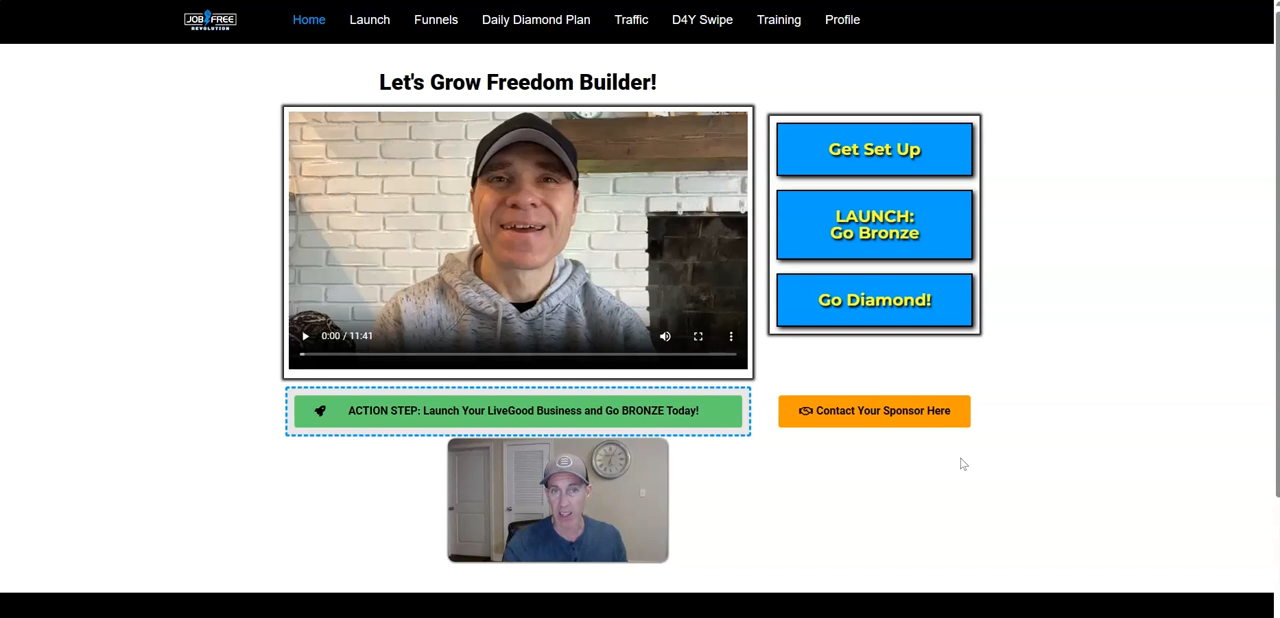 JOB FREE
REVOLUTION
Home Launch Funnels Daily Diamond Plan Traffic D4Y Swipe Training Profile
Let's Grow Freedom Builder!
0:00 / 11:41
Get Set Up
LAUNCH:
Go Bronze
Go Diamond!
ACTION STEP: Launch Your LiveGood Business and Go BRONZE Today!
Contact Your Sponsor Here